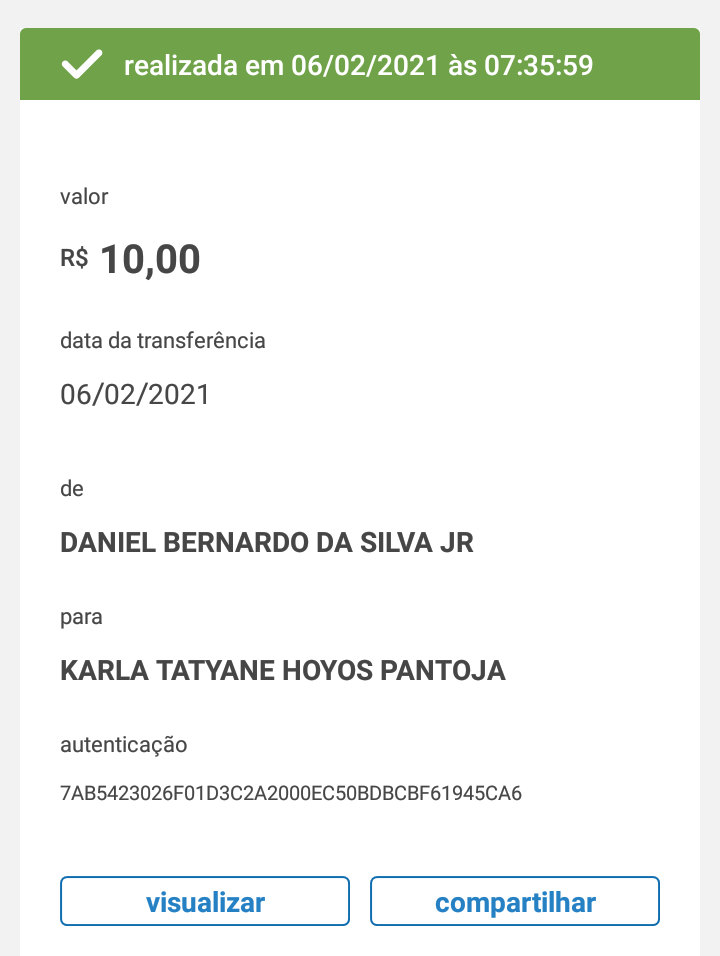 realizada em 06/02/2021 às 07:35:59
valor
R$ 10,00
data da transferência
06/02/2021
de
DANIEL BERNARDO DA SILVA JR
para
KARLA TATYANE HOYOS PANTOJA
autenticação
7AB5423026F01D3C2A2000EC50BDBCBF61945CA6
visualizar compartilhar